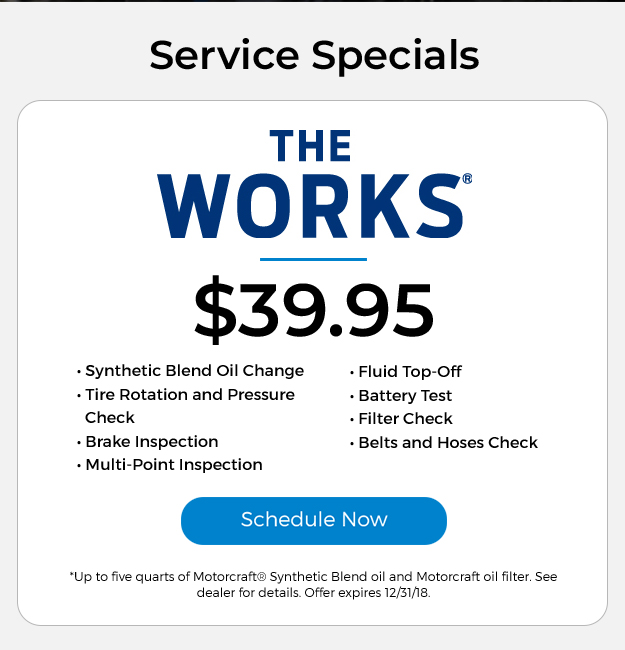 Service Specials
THE
WORKS®
$39.95
• Synthetic Blend Oil Change
• Tire Rotation and Pressure
Check
• Brake Inspection
• Multi-Point Inspection
• Fluid Top-Off
• Battery Test
• Filter Check
• Belts and Hoses Check
Schedule Now
*Up to five quarts of Motorcraft® Synthetic Blend oil and Motorcraft oil filter. See
dealer for details. Offer expires 12/31/18.